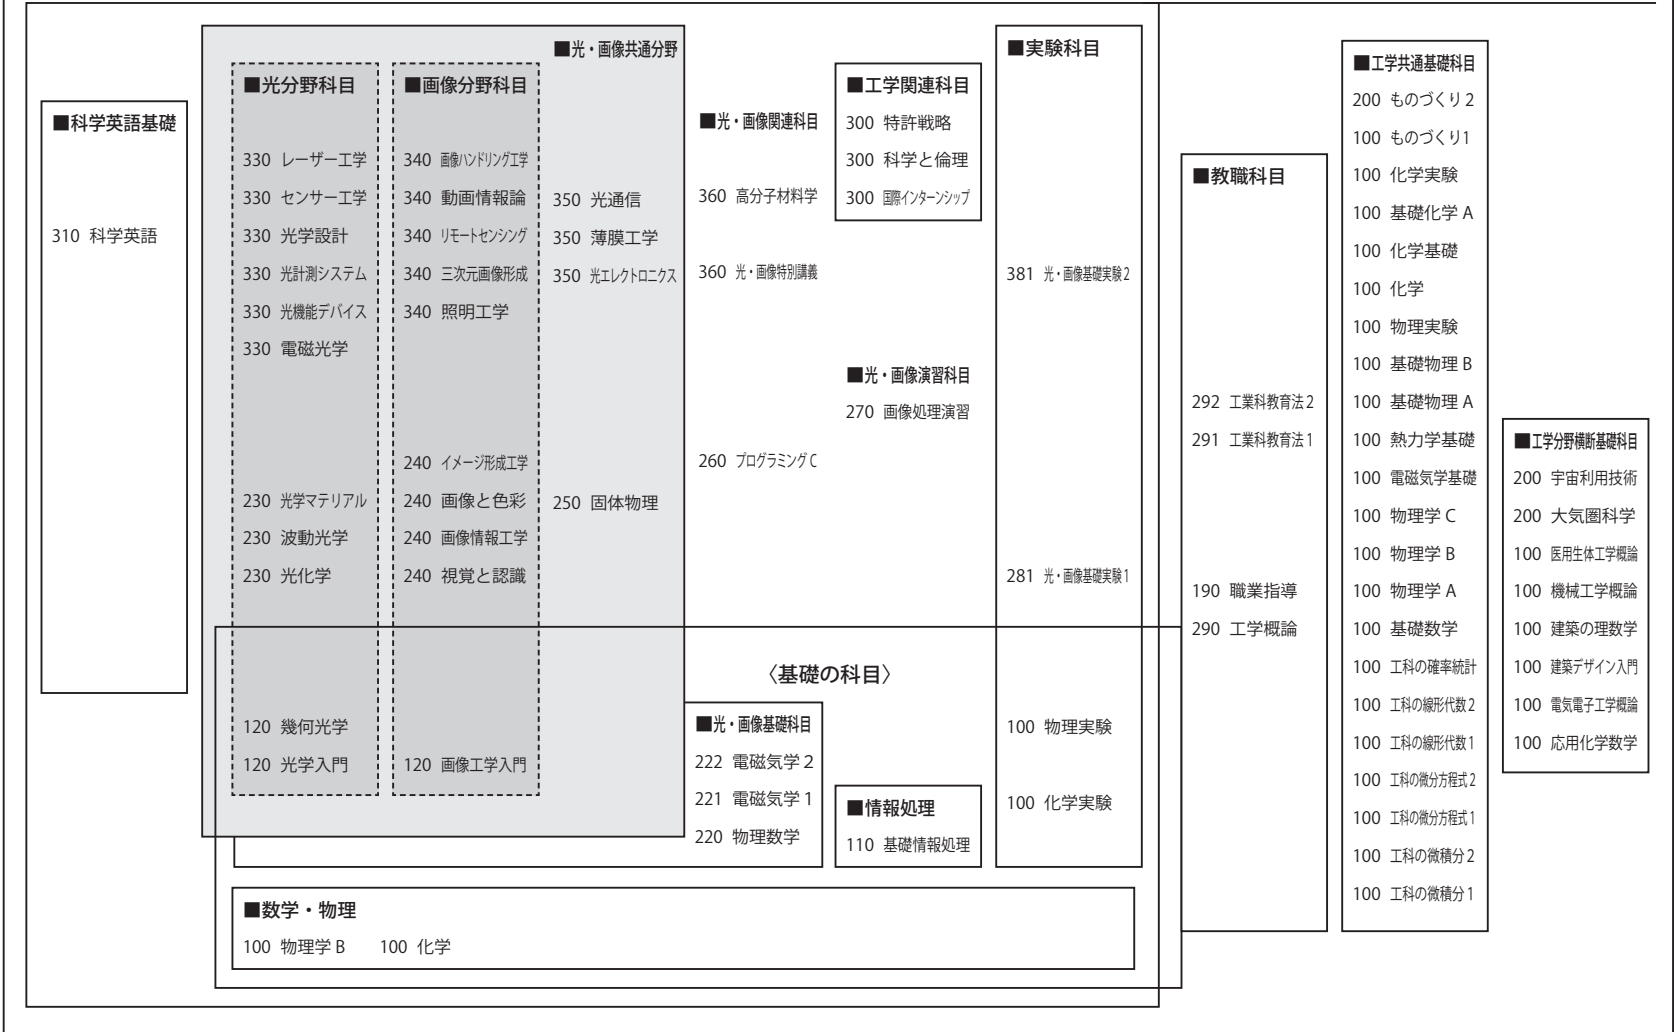 ■科学英語基礎
310 科学英語
■光・画像共通分野
■光分野科目
330 レーザー工学
330 センサー工学
330 光学設計
330 光計測システム
330 光機能デバイス
330 電磁光学
230 光学マテリアル
230 波動光学
230 光化学
120 幾何光学
120 光学入門
■画像分野科目
340 画像ハンドリング工学
340 動画情報論
340 リモートセンシング
340 三次元画像形成
340 照明工学
240 イメージ形成工学
240 画像と色彩
240 画像情報工学
240 視覚と認識
120 画像工学入門
350 光通信
350 薄膜工学
350 光エレクトロニクス
250 固体物理
■光・画像関連科目
360 高分子材料学
360 光・画像特別講義
260 プログラミング C
■工学関連科目
300 特許戦略
300 科学と倫理
300 国際インターンシップ
■光・画像演習科目
270 画像処理演習
■実験科目
381 光・画像基礎実験2
281 光・画像基礎実験1
100 物理実験
100 化学実験
〈基礎の科目〉
■光・画像基礎科目
222 電磁気学 2
221 電磁気学 1
220 物理数学
■情報処理
110 基礎情報処理
■数学・物理
100 物理学 B 100 化学
■教職科目
292 工業科教育法 2
291 工業科教育法 1
190 職業指導
290 工学概論
■工学共通基礎科目
200 ものづくり 2
100 ものづくり1
100 化学実験
100 基礎化学 A
100 化学基礎
100 化学
100 物理実験
100 基礎物理 B
100 基礎物理 A
100 熱力学基礎
100 電磁気学基礎
100 物理学 C
100 物理学 B
100 物理学 A
100 基礎数学
100 工科の確率統計
100 工科の線形代数 2
100 工科の線形代数 1
100 工科の微分方程式 2
100 工科の微分方程式 1
100 工科の微積分 2
100 工科の微積分 1
■工学分野横断基礎科目
200 宇宙利用技術
200 大気圏科学
100 医用生体工学概論
100 機械工学概論
100 建築の理数学
100 建築デザイン入門
100 電気電子工学概論
100 応用化学数学